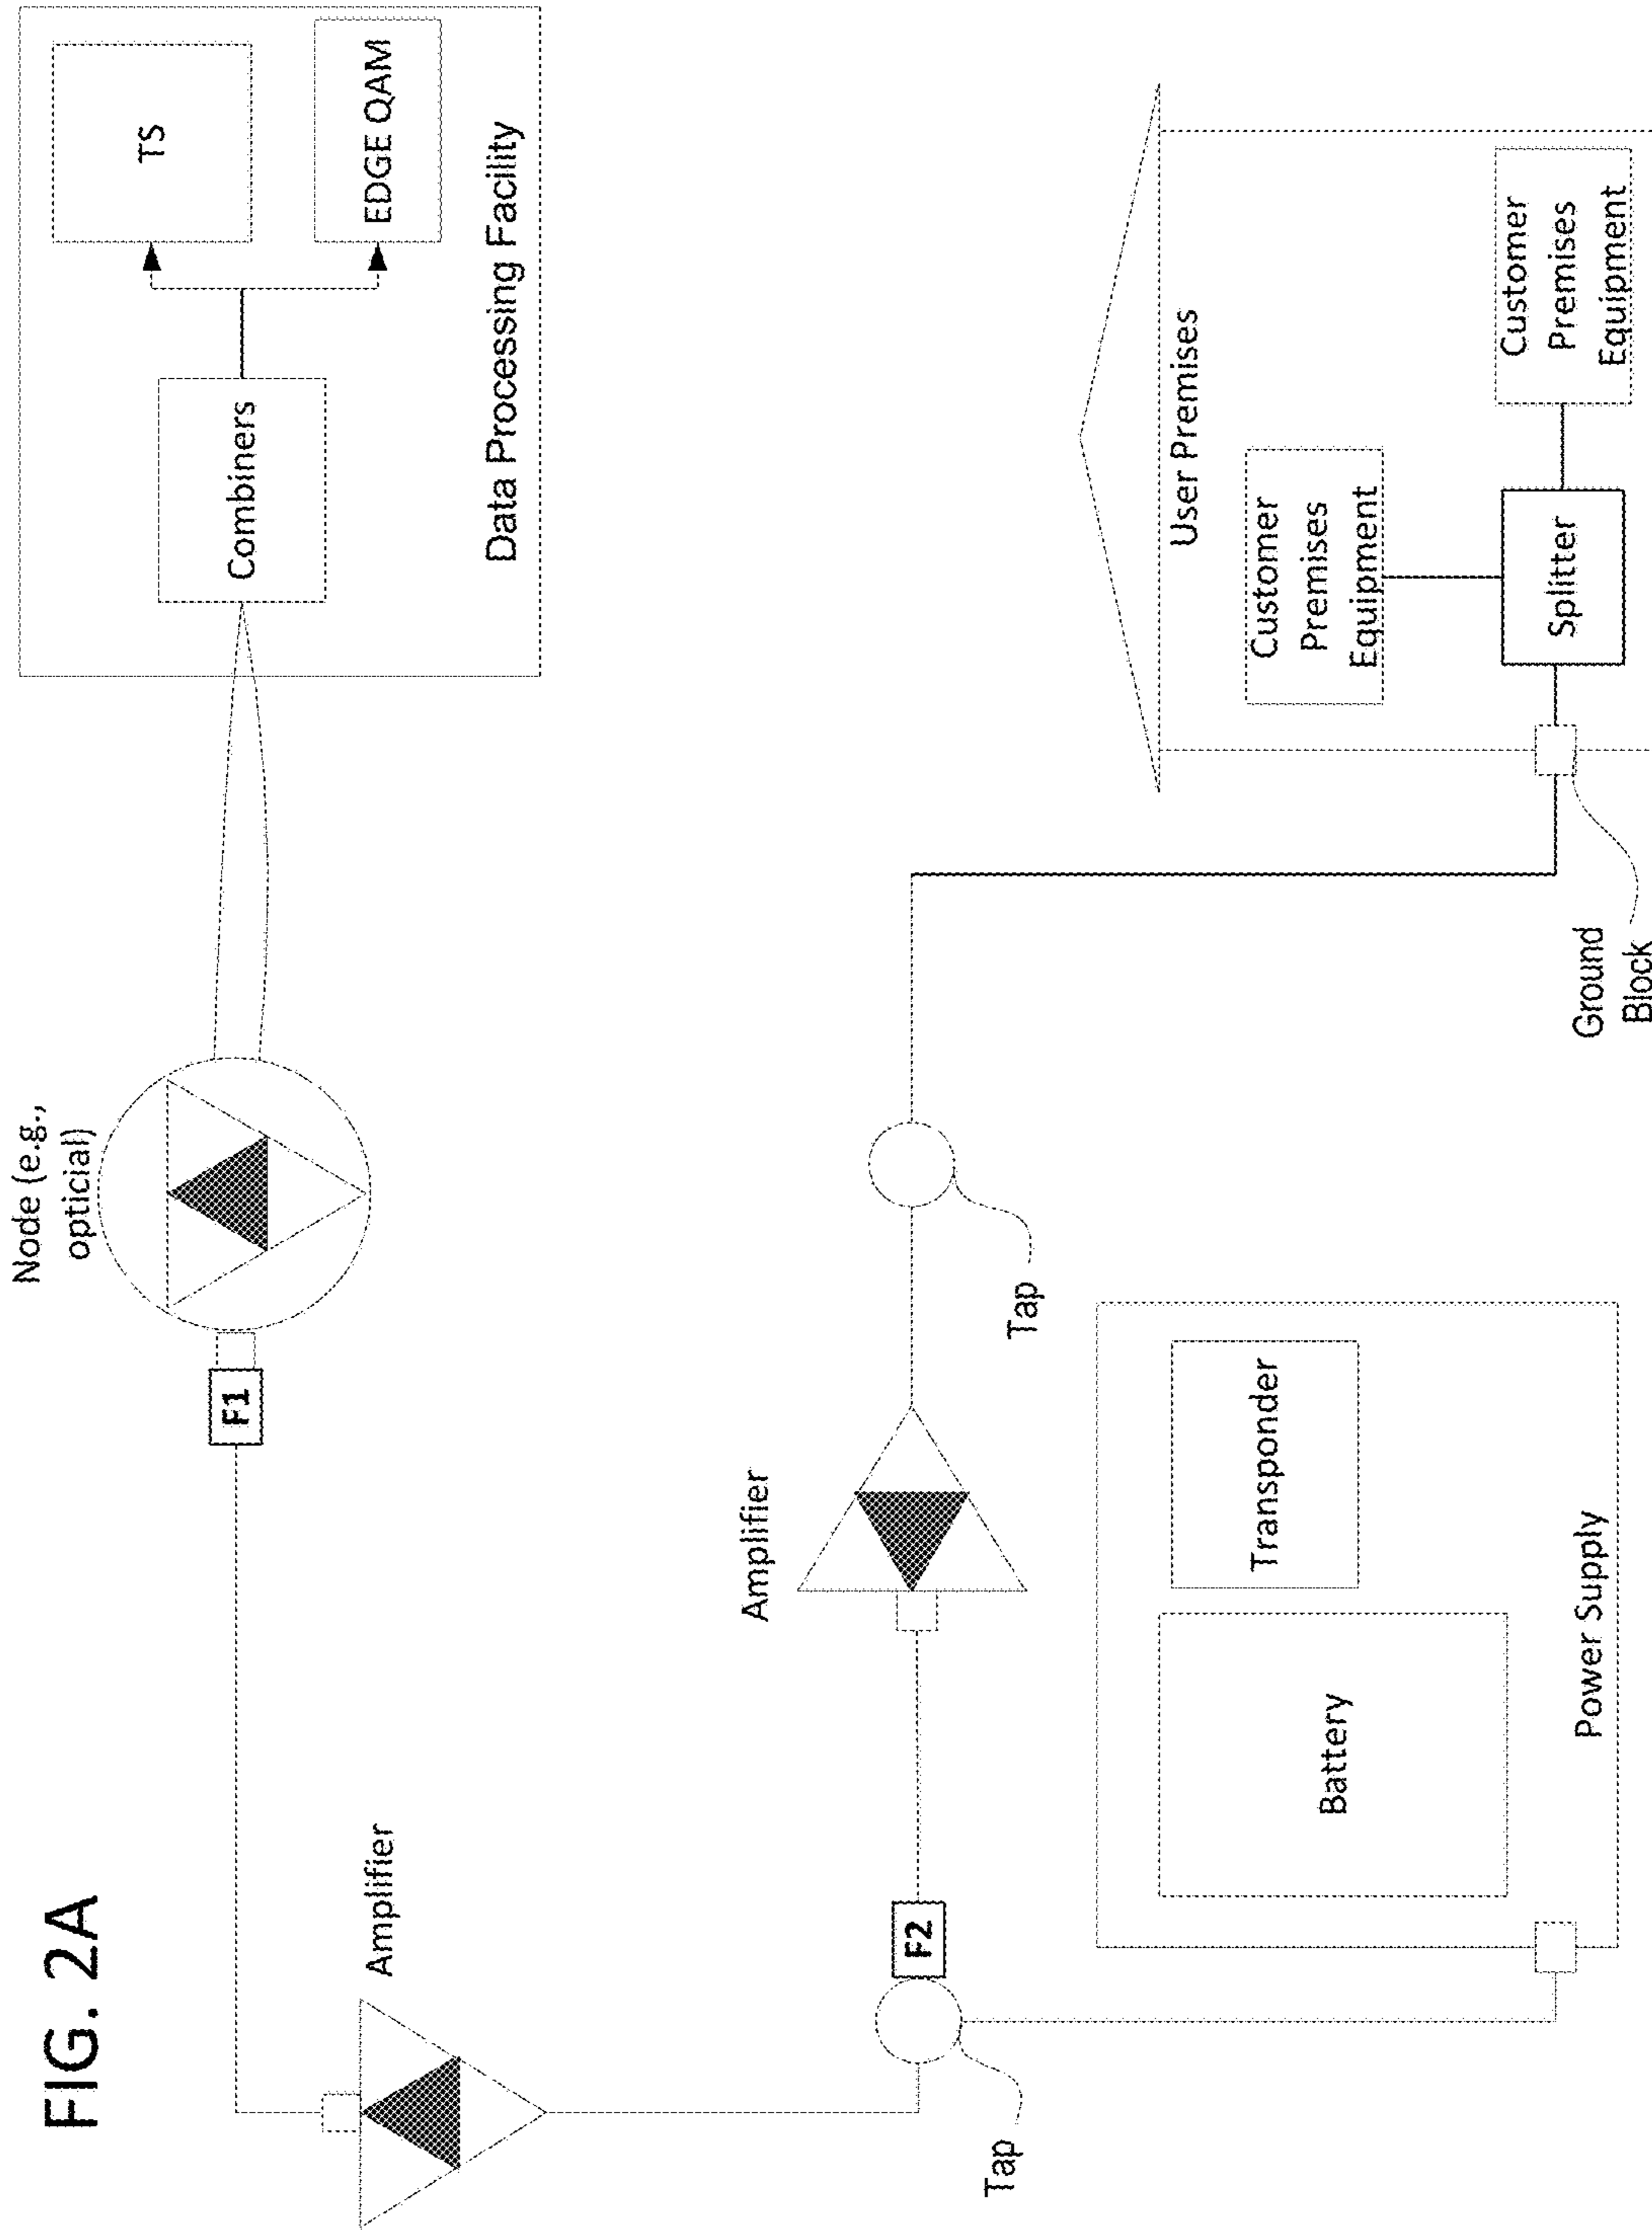 FIG. 2A
Node (e.g.,
opticial)
F1
TS
EDGE QAM
Combiners
Data Processing Facility
Amplifier
Amplifier
F2
Tap
Tap
User Premises
Customer
Premises
Equipment
Customer
Premises
Equipment
Splitter
Ground
Block
Transponder
Battery
Power Supply